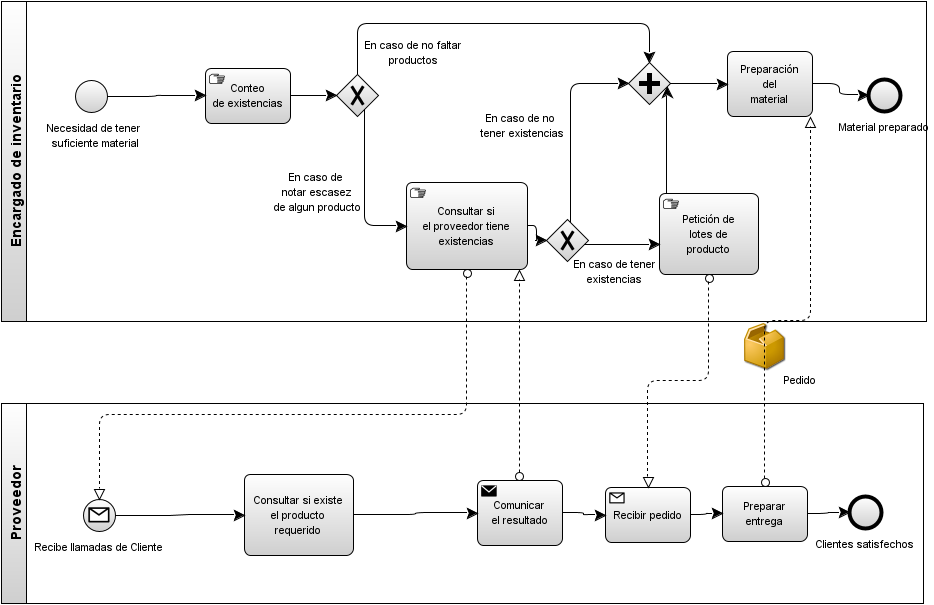 Encargado de inventario
Necesidad de tener
suficiente material
Conteo
de existencias
En caso de no faltar
productos
En caso de
notar escasez
de algun producto
Consultar si
el proveedor tiene
existencias
En caso de no
tener existencias
En caso de tener
existencias
Petición de
lotes de
producto
Preparación
del
material
Material preparado
Pedido
Proveedor
Recibe llamadas de Cliente
Consultar si existe
el producto
requerido
Comunicar
el resultado
Recibir pedido
Preparar
entrega
Clientes satisfechos